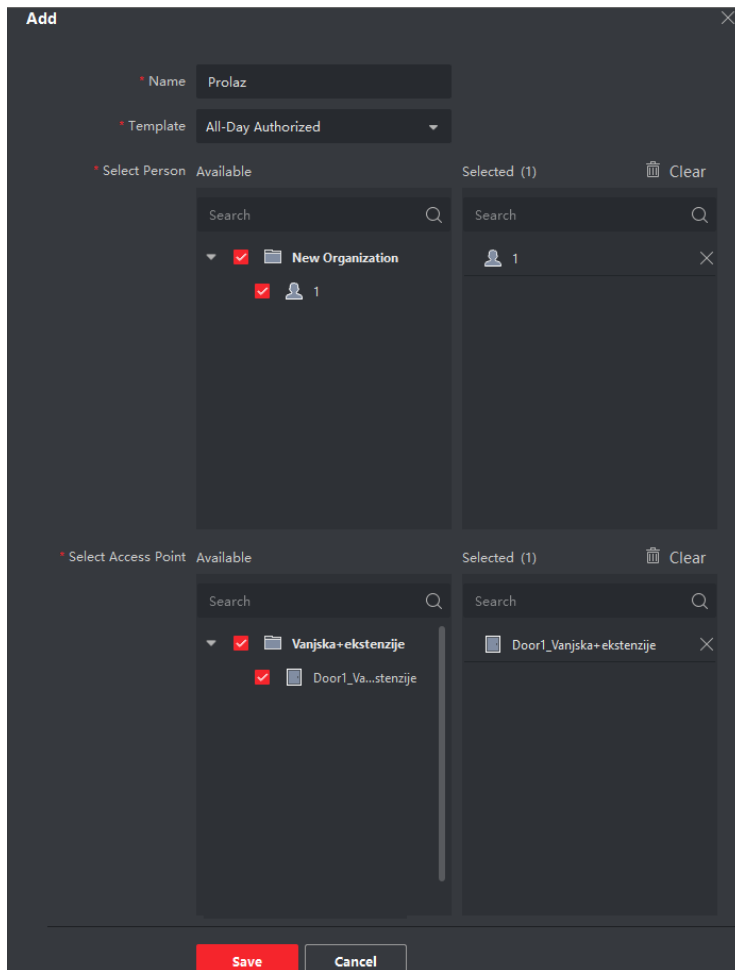 Add
* Name Prolaz
* Template All-Day Authorized
* Select Person Available Selected (1) Clear
Search Search
New Organization 1
1
* Select Access Point Available Selected (1) Clear
Search Search
Vanjska+ekstenzije Door1_Vanjska+ekstenzije
Door1_Va...stenzije
Save Cancel